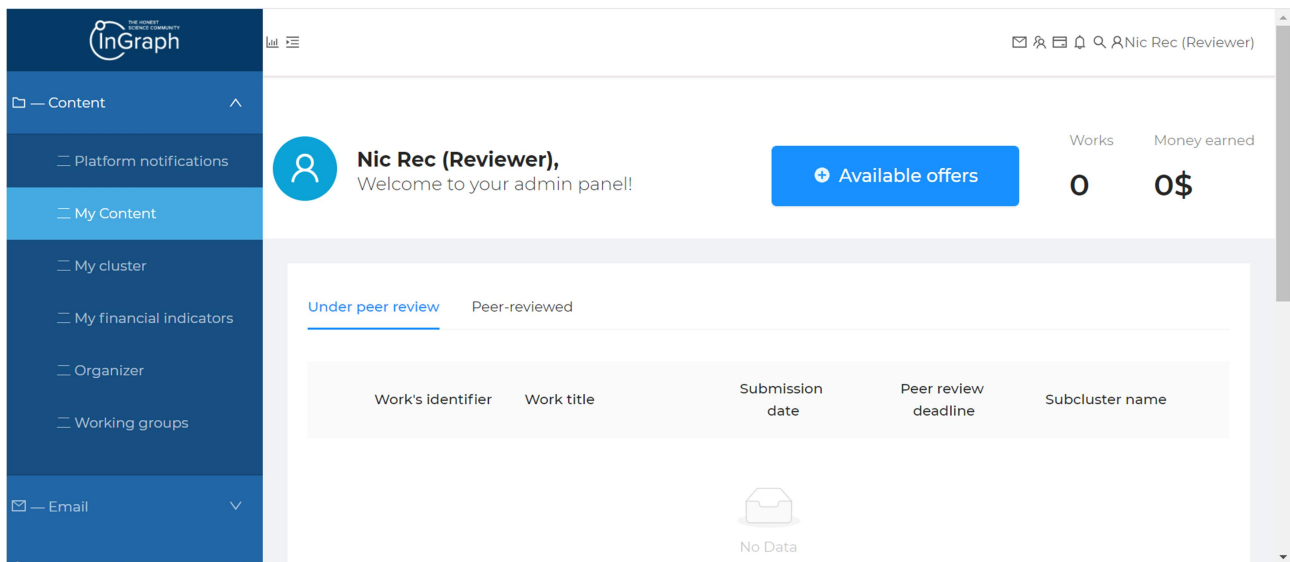 THE HONEST
SCIENCE COMMUNITY
InGraph
Nic Rec (Reviewer)
— Content
Platform notifications
My Content
My cluster
My financial indicators
Organizer
Working groups
— Email
Nic Rec (Reviewer),
Welcome to your admin panel!
Available offers
Works
Money earned
0
0$
Under peer review
Peer-reviewed
Work's identifier
Work title
Submission
date
Peer review
deadline
Subcluster name
No Data